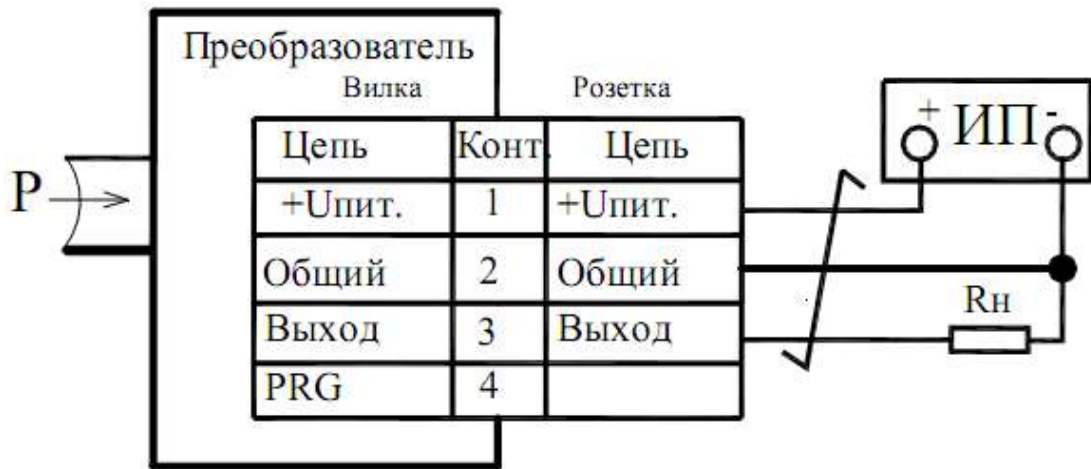 Преобразователь
Вилка Розетка
+ ИП -
Цепь Конт. Цепь
P
+Uпит. 1 +Uпит.
Общий 2 Общий
Rн
Выход 3 Выход
PRG 4